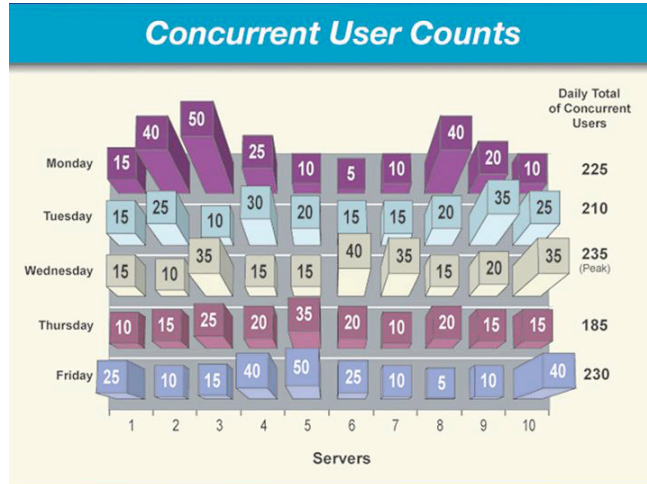 Concurrent User Counts
Daily Total
of Concurrent
Users
Monday 15 40 50 25 10 5 10 40 20 10 225
Tuesday 15 25 10 30 20 15 15 20 35 25 210
Wednesday 15 10 35 15 15 40 35 15 20 35 235
(Peak)
Thursday 10 15 25 20 35 20 10 20 15 15 185
Friday 25 10 15 40 50 25 10 5 10 40 230
1 2 3 4 5 6 7 8 9 10
Servers